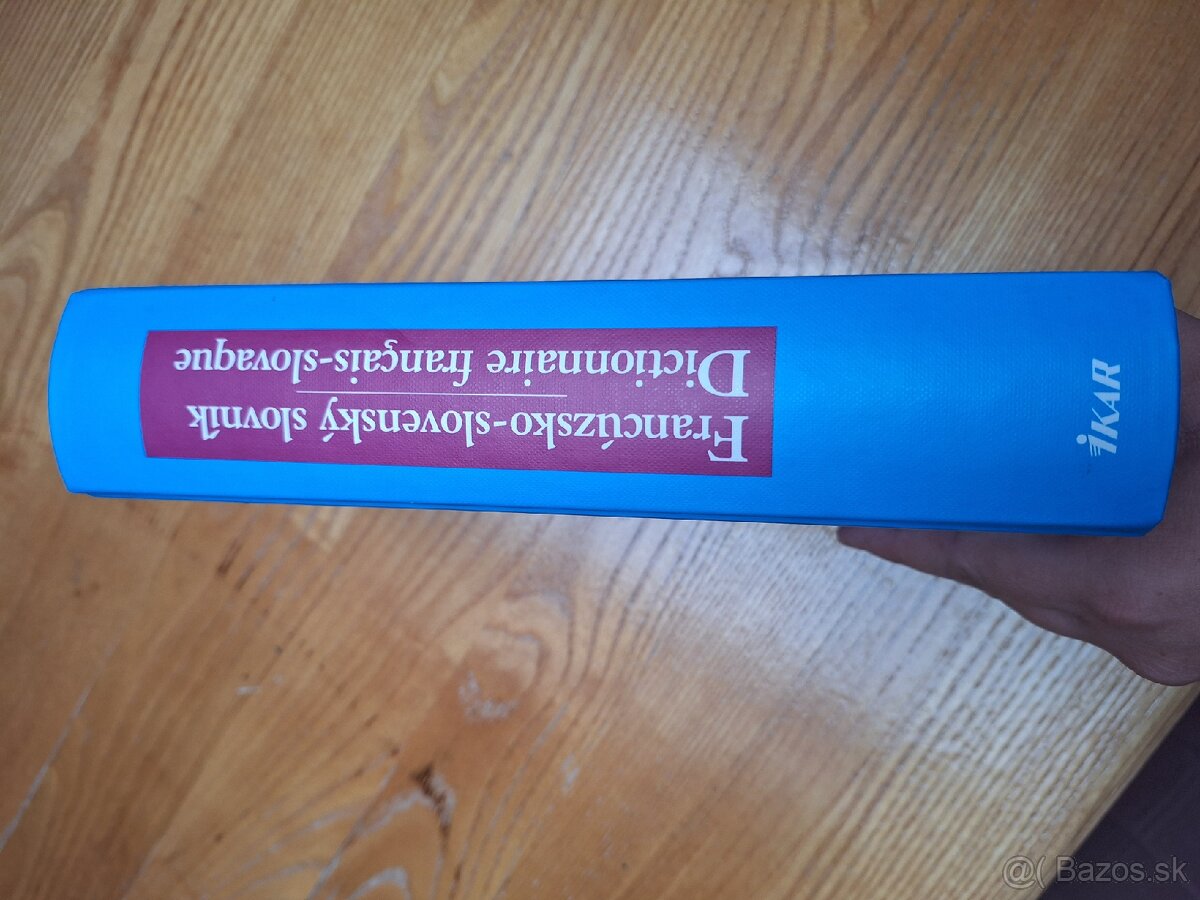 Francúzsko-slovenský slovník
Dictionnaire français-slovaque
iKAR
@( Bazos.sk